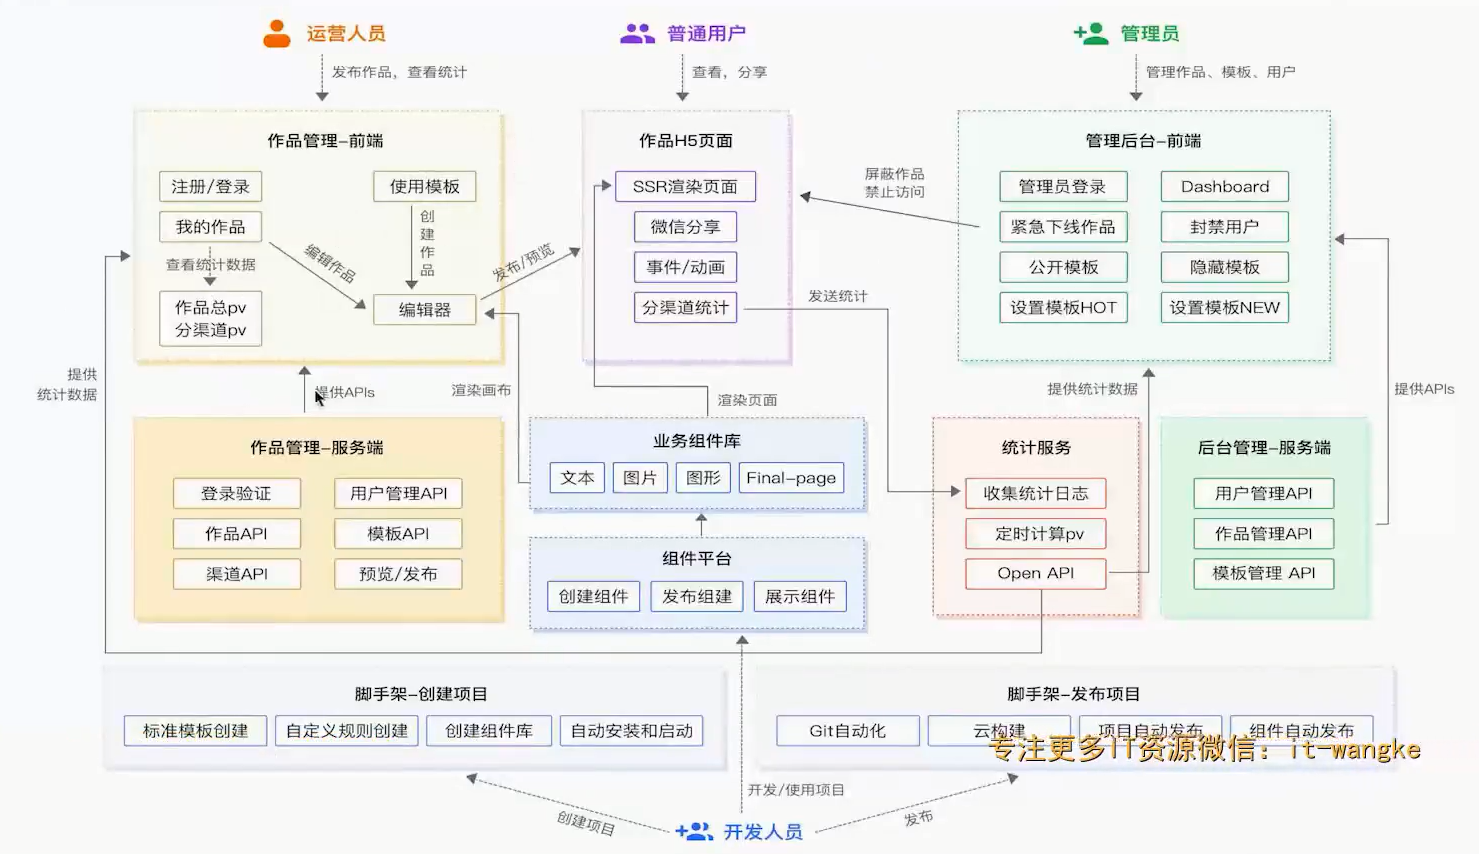 运营人员
普通用户
管理员
发布作品，查看统计
查看，分享
管理作品、模板、用户
作品管理-前端
注册/登录
使用模板
我的作品
创建作品
查看统计数据
编辑作品
作品总pv
分渠道pv
编辑器
发布/预览
作品H5页面
SSR渲染页面
微信分享
事件/动画
分渠道统计
屏蔽作品
禁止访问
发送统计
管理后台-前端
管理员登录
Dashboard
紧急下线作品
封禁用户
公开模板
隐藏模板
设置模板HOT
设置模板NEW
提供
统计数据
提供APIs
渲染画布
渲染页面
提供统计数据
提供APIs
作品管理-服务端
登录验证
用户管理API
作品API
模板API
渠道API
预览/发布
业务组件库
文本
图片
图形
Final-page
组件平台
创建组件
发布组建
展示组件
统计服务
收集统计日志
定时计算pv
Open API
后台管理-服务端
用户管理API
作品管理API
模板管理 API
脚手架-创建项目
标准模板创建
自定义规则创建
创建组件库
自动安装和启动
脚手架-发布项目
Git自动化
云构建
项目自动发布
组件自动发布
专注更多IT资源微信：it-wangke
开发/使用项目
创建项目
发布
开发人员